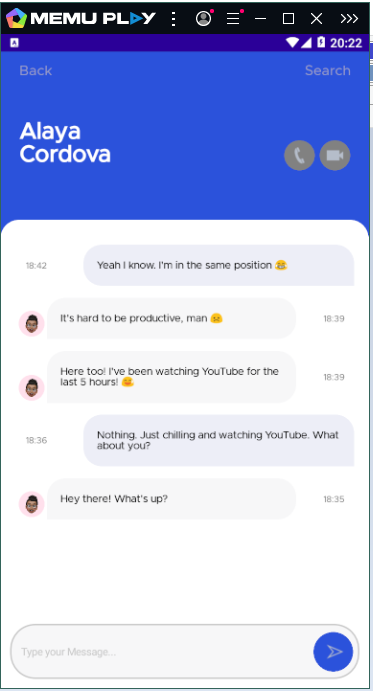 MEMU PLAY
A
20:22
Back
Search
Alaya
Cordova
18:42
Yeah I know. I'm in the same position 🤗
It's hard to be productive, man 🤗
18:39
Here too! I've been watching YouTube for the
last 5 hours! 🤗
18:39
18:36
Nothing. Just chilling and watching YouTube. What
about you?
Hey there! What's up?
18:35
Type your Message...